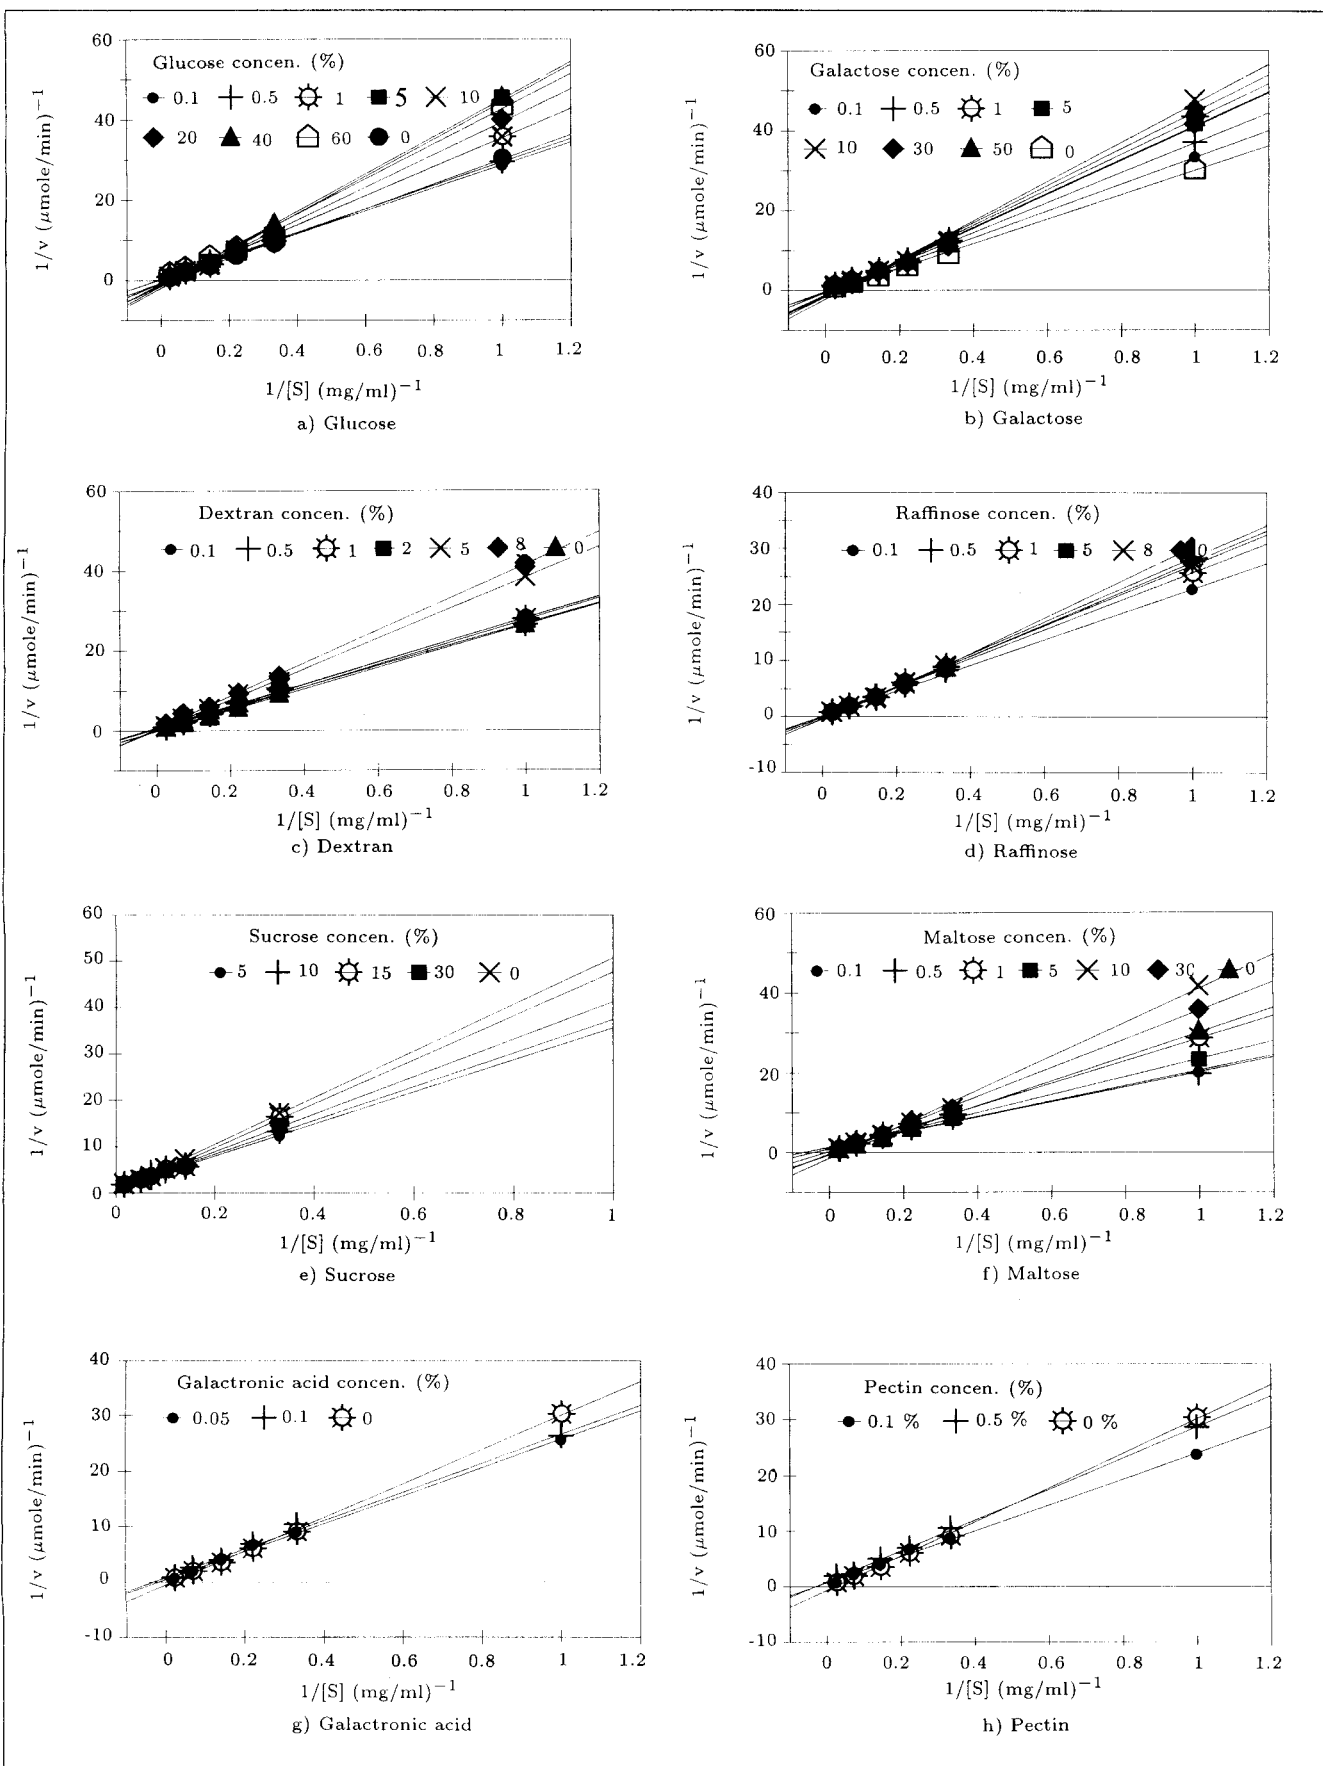 Glucose concen. (%)
0.1 0.5 1 5 10
20 40 60 0
1/v (μmole/min)⁻¹
60
40
20
0
0 0.2 0.4 0.6 0.8 1 1.2
1/[S] (mg/ml)⁻¹
a) Glucose
Galactose concen. (%)
0.1 0.5 1 5
10 30 50 0
1/v (μmole/min)⁻¹
60
40
20
0
0 0.2 0.4 0.6 0.8 1 1.2
1/[S] (mg/ml)⁻¹
b) Galactose
Dextran concen. (%)
0.1 0.5 1 2 5 8 0
1/v (μmole/min)⁻¹
60
40
20
0
0 0.2 0.4 0.6 0.8 1 1.2
1/[S] (mg/ml)⁻¹
c) Dextran
Raffinose concen. (%)
0.1 0.5 1 5 8 0
1/v (μmole/min)⁻¹
40
30
20
10
0
-10
0 0.2 0.4 0.6 0.8 1 1.2
1/[S] (mg/ml)⁻¹
d) Raffinose
Sucrose concen. (%)
5 10 15 30 0
1/v (μmole/min)⁻¹
60
50
40
30
20
10
0
0 0.2 0.4 0.6 0.8 1
1/[S] (mg/ml)⁻¹
e) Sucrose
Maltose concen. (%)
0.1 0.5 1 5 10 30 0
1/v (μmole/min)⁻¹
60
40
20
0
0 0.2 0.4 0.6 0.8 1 1.2
1/[S] (mg/ml)⁻¹
f) Maltose
Galactronic acid concen. (%)
0.05 0.1 0
1/v (μmole/min)⁻¹
40
30
20
10
0
-10
0 0.2 0.4 0.6 0.8 1 1.2
1/[S] (mg/ml)⁻¹
g) Galactronic acid
Pectin concen. (%)
0.1 % 0.5 % 0 %
1/v (μmole/min)⁻¹
40
30
20
10
0
-10
0 0.2 0.4 0.6 0.8 1 1.2
1/[S] (mg/ml)⁻¹
h) Pectin